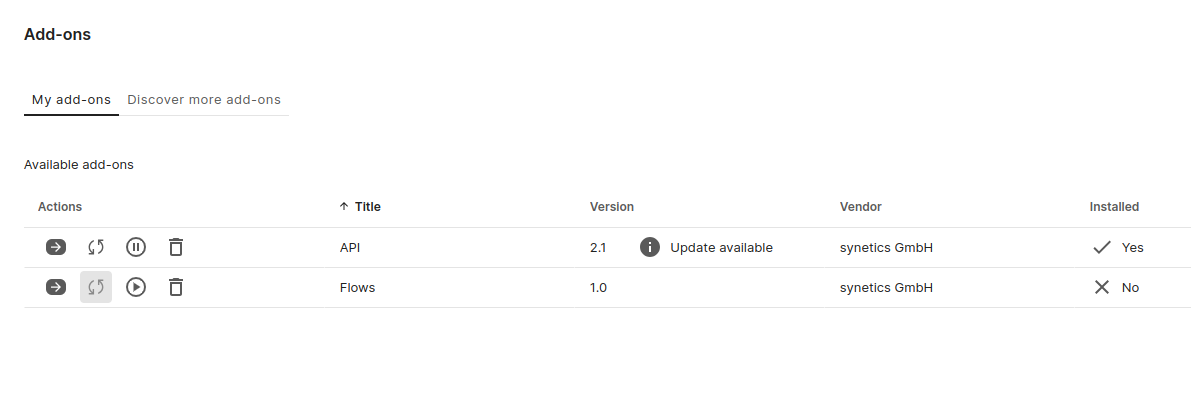 Add-ons
My add-ons Discover more add-ons
Available add-ons
Actions Title Version Vendor Installed
API 2.1 Update available synetics GmbH Yes
Flows 1.0 synetics GmbH No